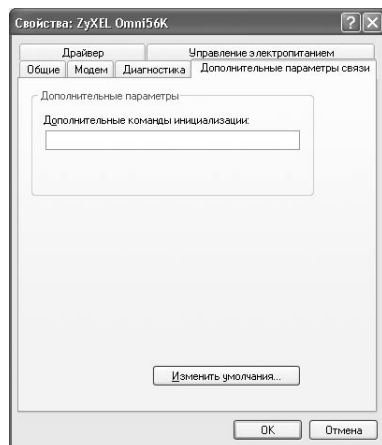 Свойства: ZyXEL Omni56K
Драйвер Управление электропитанием
Общие Модем Диагностика Дополнительные параметры связи
Дополнительные параметры
Дополнительные команды инициализации:
Изменить умолчания...
OK Отмена